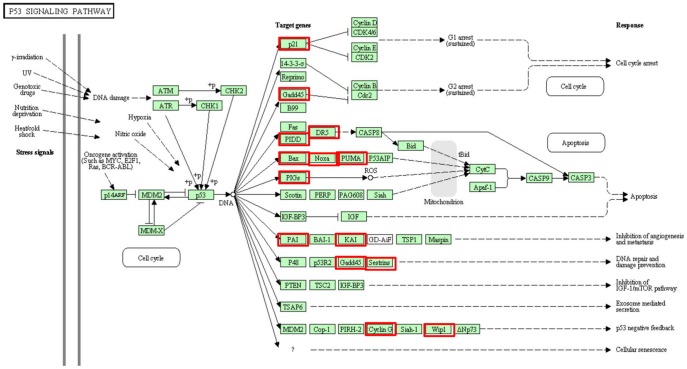 P53 SIGNALING PATHWAY
Target genes
Response
γ-irradiation
UV
Genotoxic
drugs
Nutrition
deprivation
Heat/cold
shock
Stress signals
DNA damage
ATM
CHK2
ATR
CHK1
+p
+p
+p
+p
+p
Hypoxia
Nitric oxide
Oncogene activation
(Such as MYC, E2F1,
Ras, BCR-ABL)
p14ARF
MDM2
p53
MDM-X
DNA
Cell cycle
p21
Cyclin D
CDK4/6
Cyclin E
CDK2
G1 arrest
(sustained)
14-3-3-σ
Reprimo
Gadd45
B99
Cyclin B
Cdc2
G2 arrest
(sustained)
Cell cycle arrest
Cell cycle
Fas
PIDD
DR5
CASP8
Bid
tBid
Apoptosis
Bax
Noxa
PUMA
P53AIP
PIGs
ROS
Mitochondrion
CytC
Apaf-1
CASP9
CASP3
Apoptosis
Scotin
PERP
PAG608
Siah
IGF-BP3
IGF
PAI
BAI-1
KAI
GD-AiF
TSP1
Maspin
Inhibition of angiogenesis
and metastasis
P48
p53R2
Gadd45
Sestrins
DNA repair and
damage prevention
PTEN
TSC2
IGF-BP3
Inhibition of
IGF-1/mTOR pathway
TSAP6
Exosome mediated
secretion
MDM2
Cop-1
PIRH-2
Cyclin G
Siah-1
Wip1
ΔNp73
p53 negative feedback
?
Cellular senescence